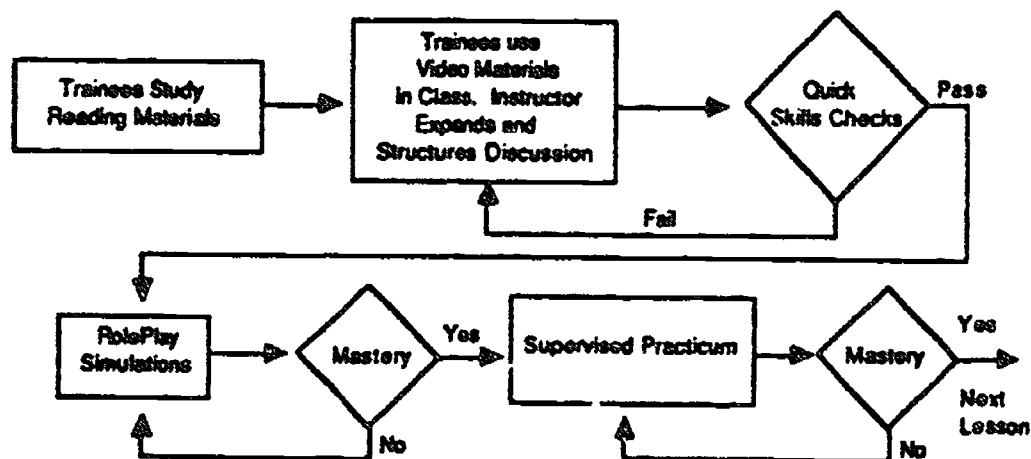 Trainees Study
Reading Materials
Trainees use
Video Materials
in Class. Instructor
Expands and
Structures Discussion
Quick
Skills Checks
Pass
Fail
RolePlay
Simulations
Mastery
Yes
No
Supervised Practicum
Mastery
Yes
Next
Lesson
No